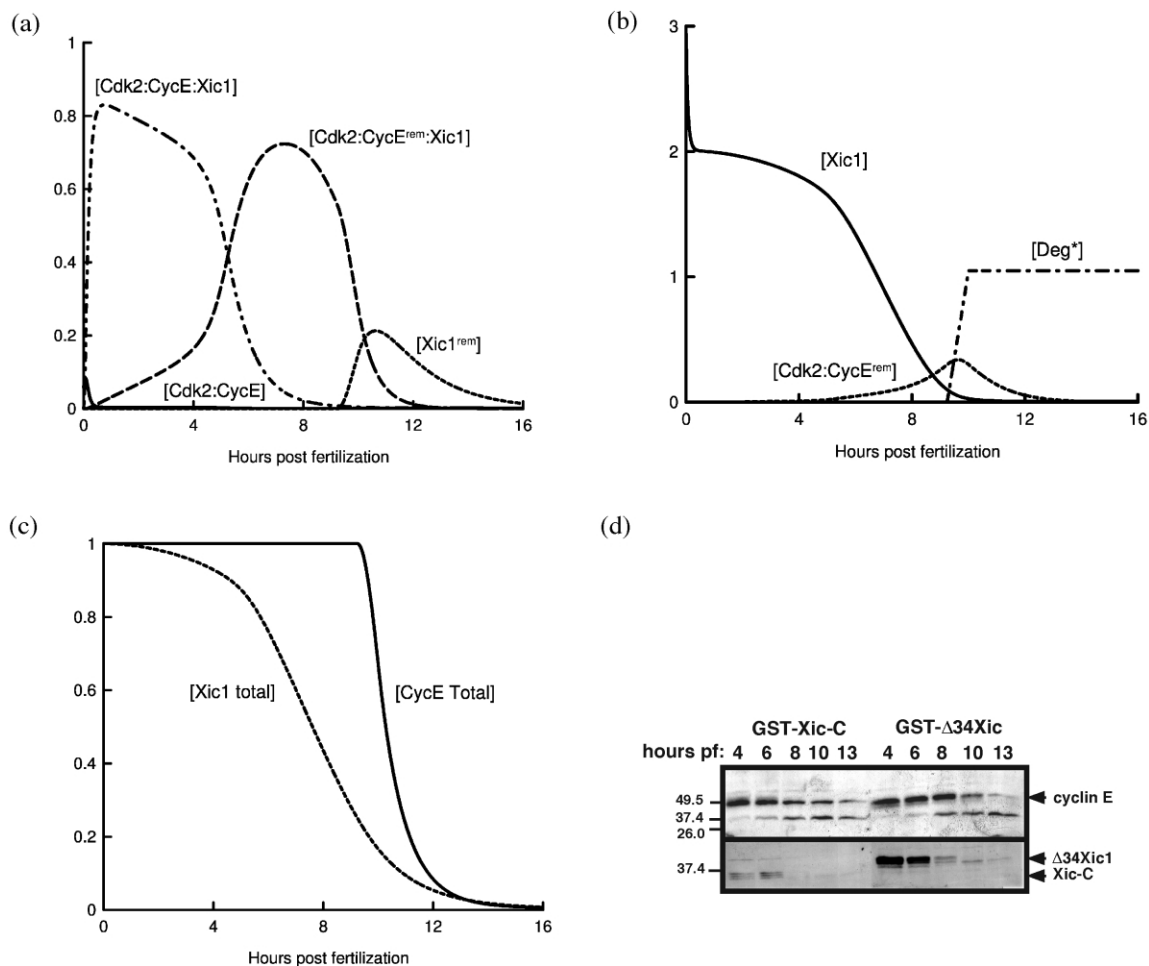 (a)
1
0.8
0.6
0.4
0.2
0
0 4 8 12 16
[Cdk2:CycE:Xic1]
[Cdk2:CycE^rem:Xic1]
[Cdk2:CycE]
[Xic1^rem]
Hours post fertilization
(b)
3
2
1
0
0 4 8 12 16
[Xic1]
[Deg*]
[Cdk2:CycE^rem]
Hours post fertilization
(c)
1
0.8
0.6
0.4
0.2
0
0 4 8 12 16
[Xic1 total]
[CycE Total]
Hours post fertilization
(d)
GST-Xic-C GST-Δ34Xic
hours pf: 4 6 8 10 13 4 6 8 10 13
49.5
37.4
26.0
cyclin E
37.4
Δ34Xic1
Xic-C